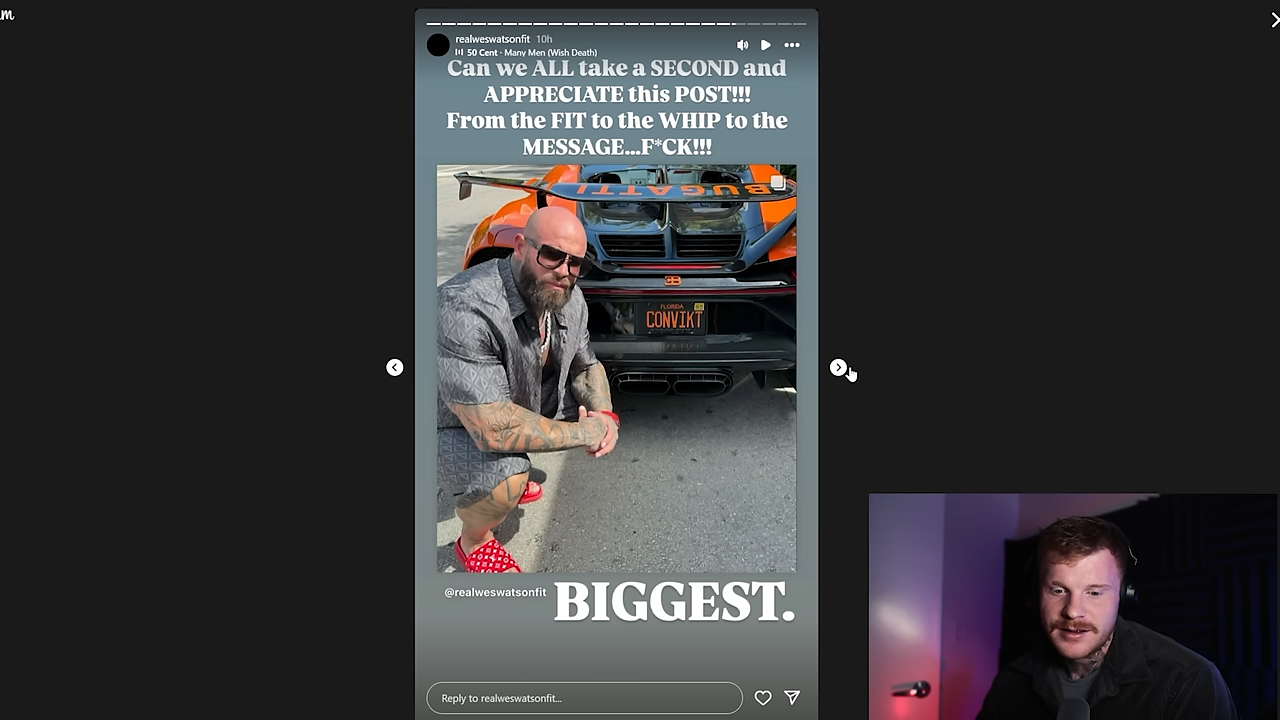 m
realweswatsonfit 10h
50 Cent · Many Men (Wish Death)
Can we ALL take a SECOND and
APPRECIATE this POST!!!
From the FIT to the WHIP to the
MESSAGE...F*CK!!!
BUGATTI
FLORIDA
CONVIKT
@realweswatsonfit BIGGEST.
Reply to realweswatsonfit...